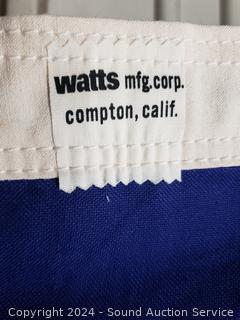 watts mfg.corp.
compton, calif.
Copyright 2024 - Sound Auction Service